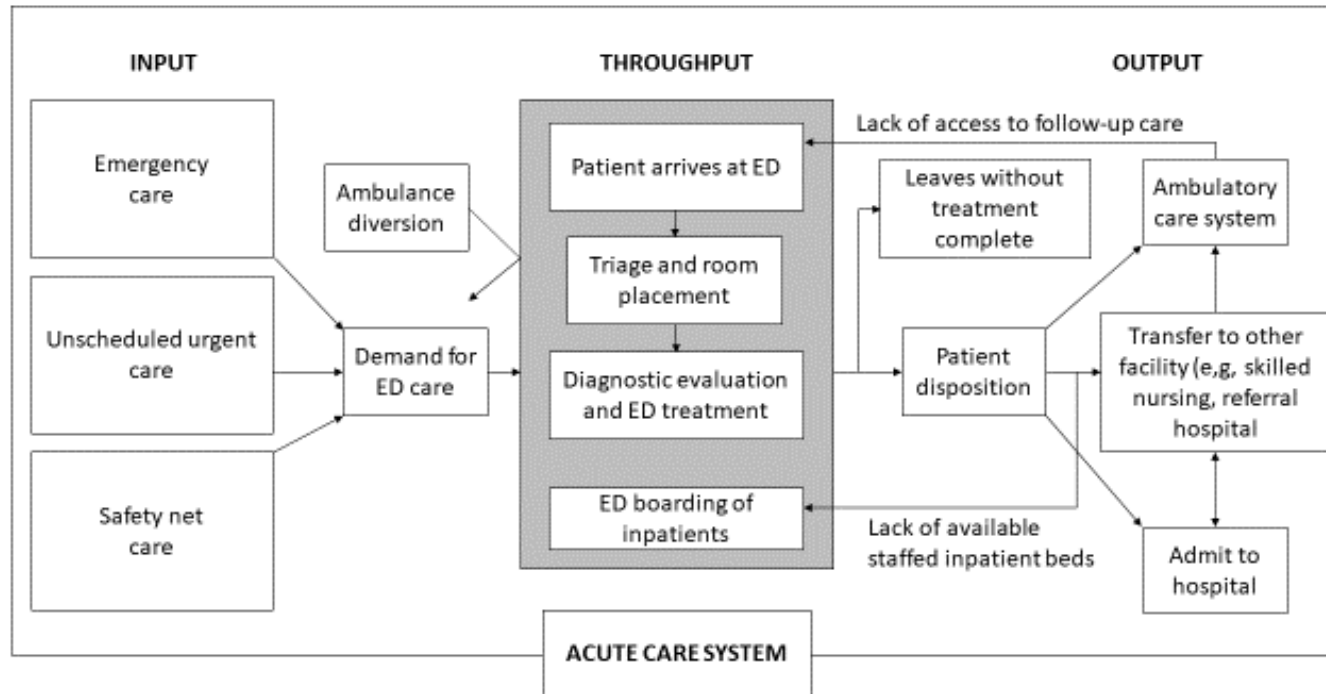 INPUT
THROUGHPUT
OUTPUT
Emergency
care
Unscheduled urgent
care
Safety net
care
Ambulance
diversion
Demand for
ED care
Patient arrives at ED
Triage and room
placement
Diagnostic evaluation
and ED treatment
ED boarding of
inpatients
Lack of access to follow-up care
Leaves without
treatment
complete
Patient
disposition
Lack of available
staffed inpatient beds
Ambulatory
care system
Transfer to other
facility (e,g, skilled
nursing, referral
hospital
Admit to
hospital
ACUTE CARE SYSTEM